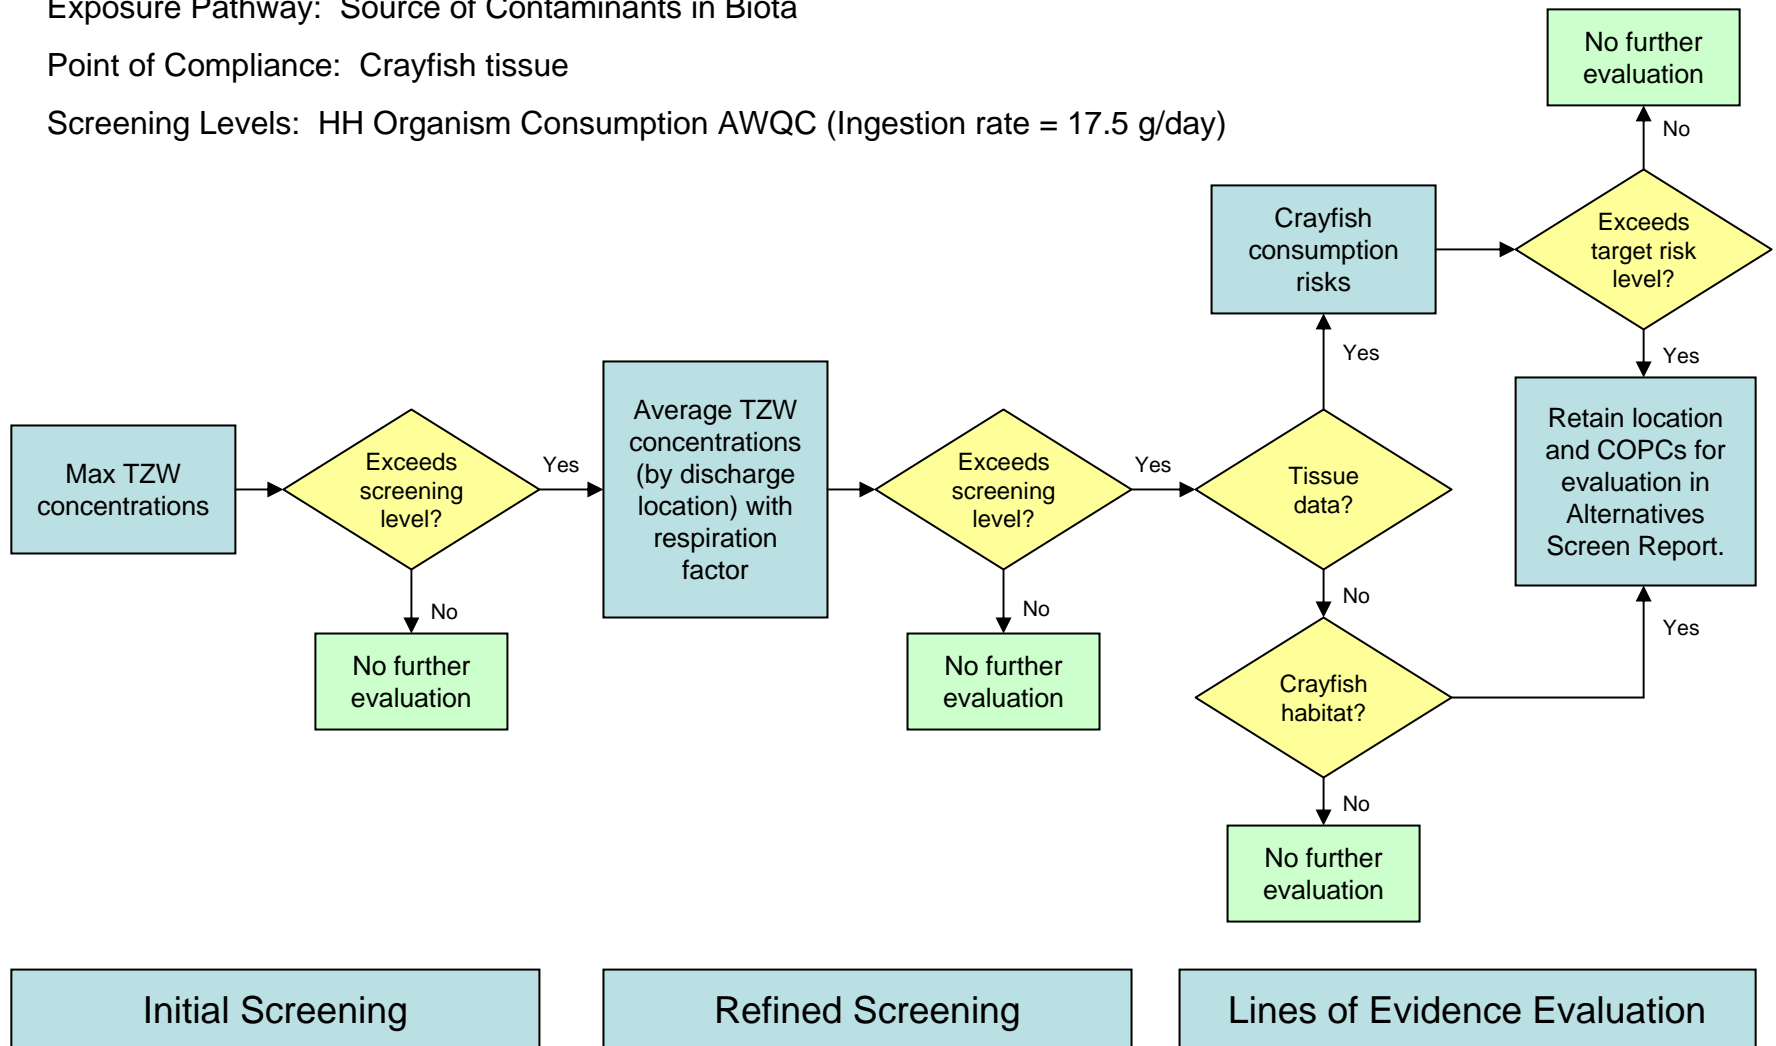 Exposure Pathway: Source of Contaminants in Biota
Point of Compliance: Crayfish tissue
Screening Levels: HH Organism Consumption AWQC (Ingestion rate = 17.5 g/day)
No further
evaluation
No
Crayfish
consumption
risks
Exceeds
target risk
level?
Yes
Yes
Max TZW
concentrations
Exceeds
screening
level?
Yes
No
No further
evaluation
Average TZW
concentrations
(by discharge
location) with
respiration
factor
Exceeds
screening
level?
Yes
No
No further
evaluation
Tissue
data?
No
Retain location
and COPCs for
evaluation in
Alternatives
Screen Report.
Yes
Crayfish
habitat?
No
No further
evaluation
Initial Screening
Refined Screening
Lines of Evidence Evaluation